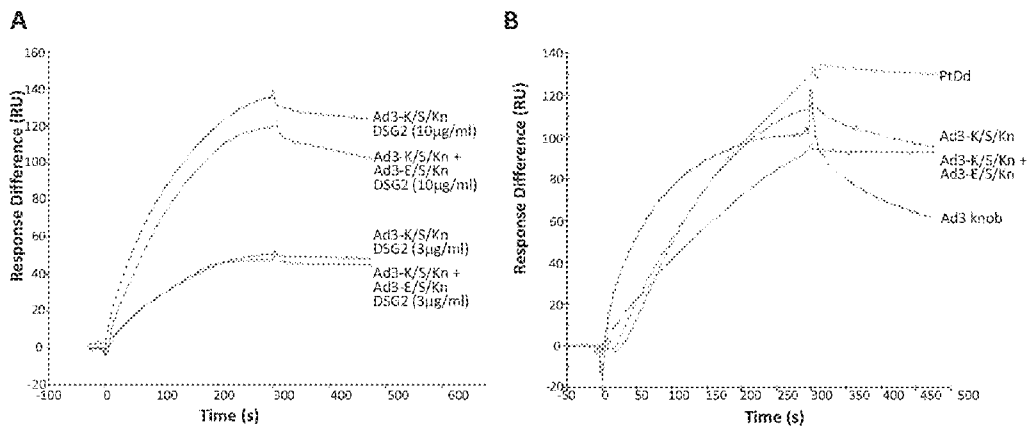 A
Response Difference (RU)
160
140
120
100
80
60
40
20
0
-20
-100
0
100
200
300
400
500
600
Time (s)
Ad3-K/S/Kn
DSG2 (10µg/ml)
Ad3-K/S/Kn +
Ad3-E/S/Kn
DSG2 (10µg/ml)
Ad3-K/S/Kn
DSG2 (3µg/ml)
Ad3-K/S/Kn +
Ad3-E/S/Kn
DSG2 (3µg/ml)
B
Response Difference (RU)
140
120
100
80
60
40
20
0
-20
-50
0
50
100
150
200
250
300
350
400
450
500
Time (s)
PtDd
Ad3-K/S/Kn
Ad3-K/S/Kn +
Ad3-E/S/Kn
Ad3 knob